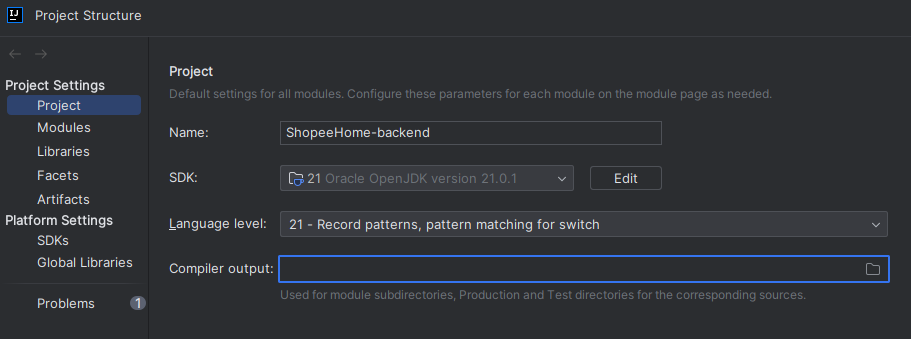 IJ
Project Structure
Project Settings
Project
Modules
Libraries
Facets
Artifacts
Platform Settings
SDKs
Global Libraries
Problems 1
Project
Default settings for all modules. Configure these parameters for each module on the module page as needed.
Name: ShopeeHome-backend
SDK: 21 Oracle OpenJDK version 21.0.1 Edit
Language level: 21 - Record patterns, pattern matching for switch
Compiler output:
Used for module subdirectories, Production and Test directories for the corresponding sources.